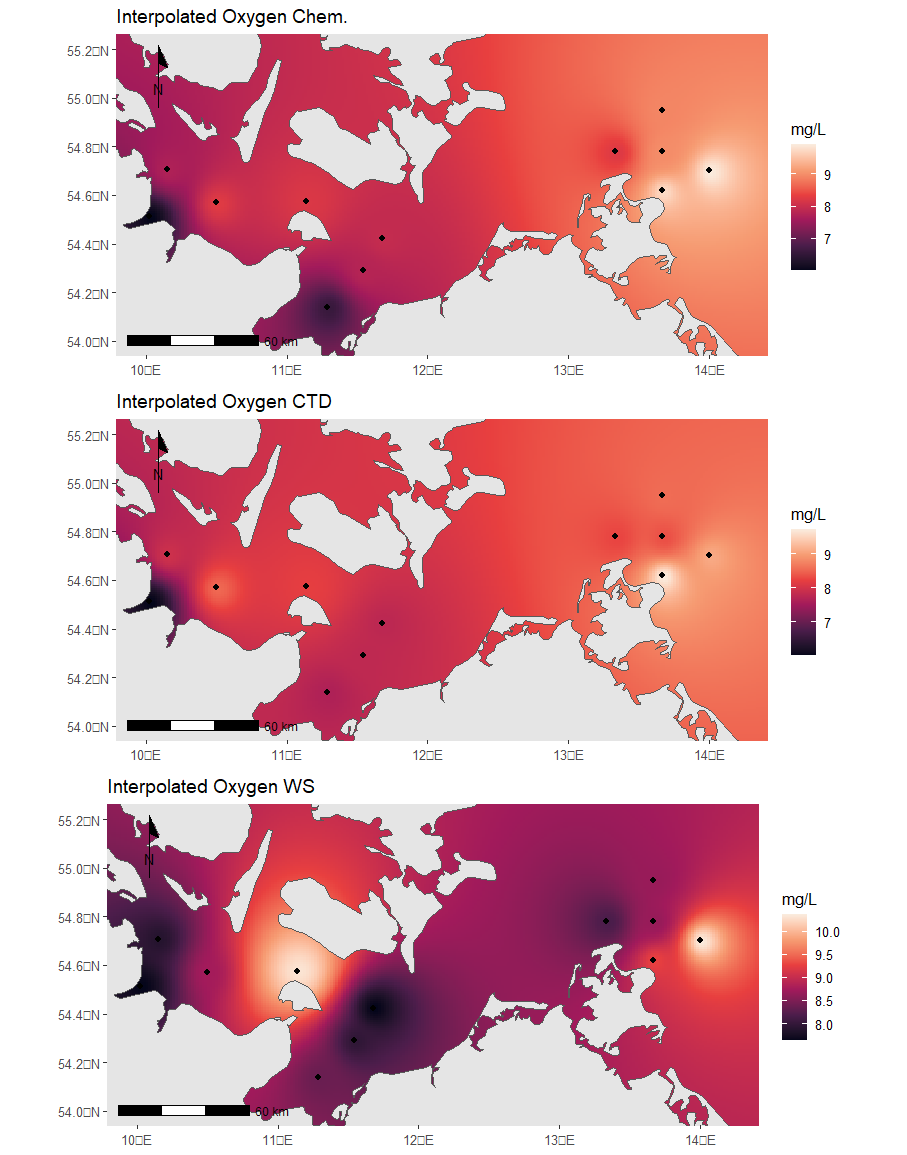 Interpolated Oxygen Chem.
55.2□N
55.0□N
54.8□N
54.6□N
54.4□N
54.2□N
54.0□N
N
60 km
10□E 11□E 12□E 13□E 14□E
mg/L
9
8
7
Interpolated Oxygen CTD
55.2□N
55.0□N
54.8□N
54.6□N
54.4□N
54.2□N
54.0□N
N
60 km
10□E 11□E 12□E 13□E 14□E
mg/L
9
8
7
Interpolated Oxygen WS
55.2□N
55.0□N
54.8□N
54.6□N
54.4□N
54.2□N
54.0□N
N
60 km
10□E 11□E 12□E 13□E 14□E
mg/L
10.0
9.5
9.0
8.5
8.0